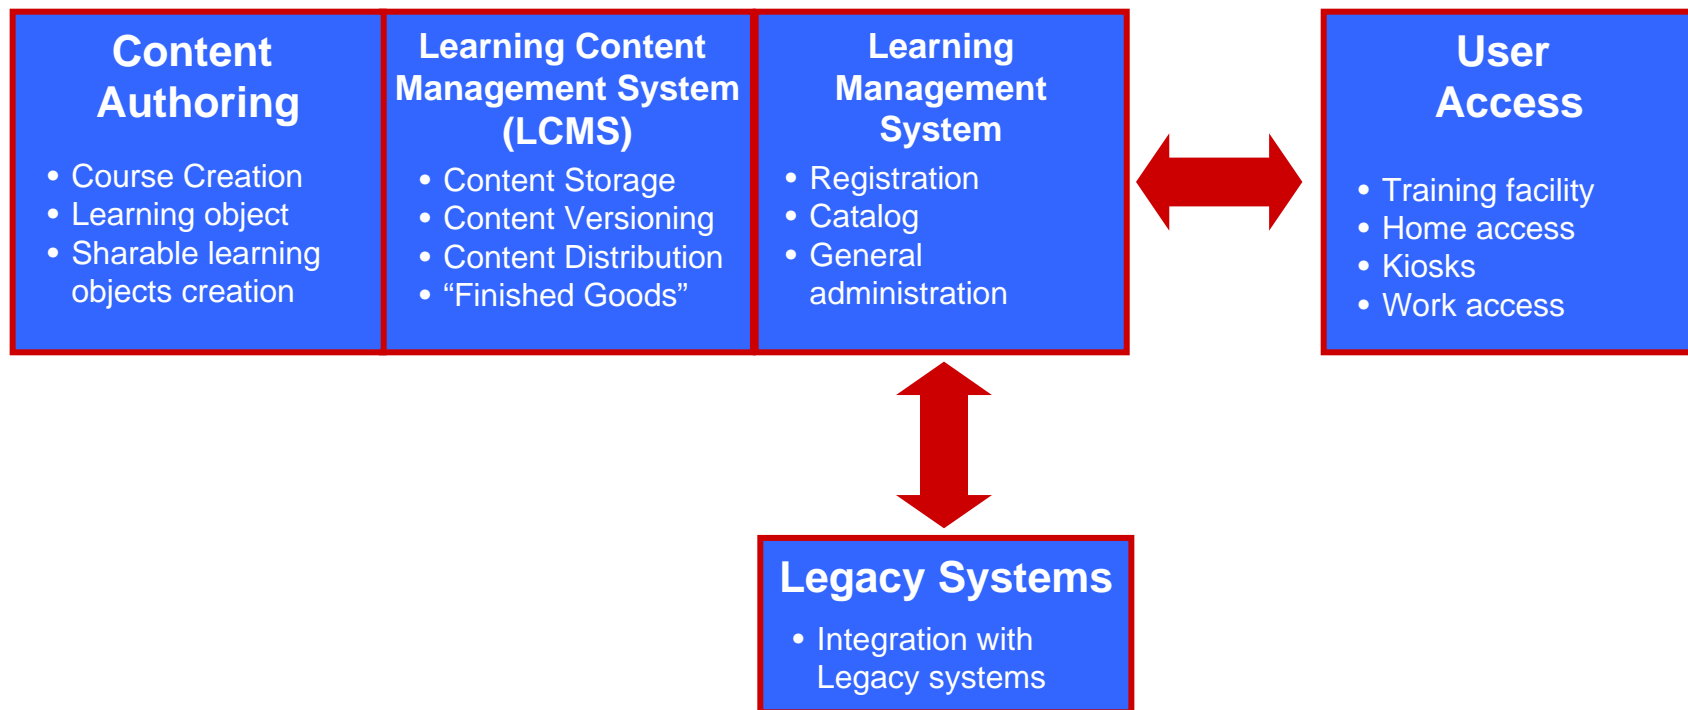 Content
Authoring
• Course Creation
• Learning object
• Sharable learning
objects creation
Learning Content
Management System
(LCMS)
• Content Storage
• Content Versioning
• Content Distribution
• “Finished Goods”
Learning
Management
System
• Registration
• Catalog
• General
administration
User
Access
• Training facility
• Home access
• Kiosks
• Work access
Legacy Systems
• Integration with
Legacy systems